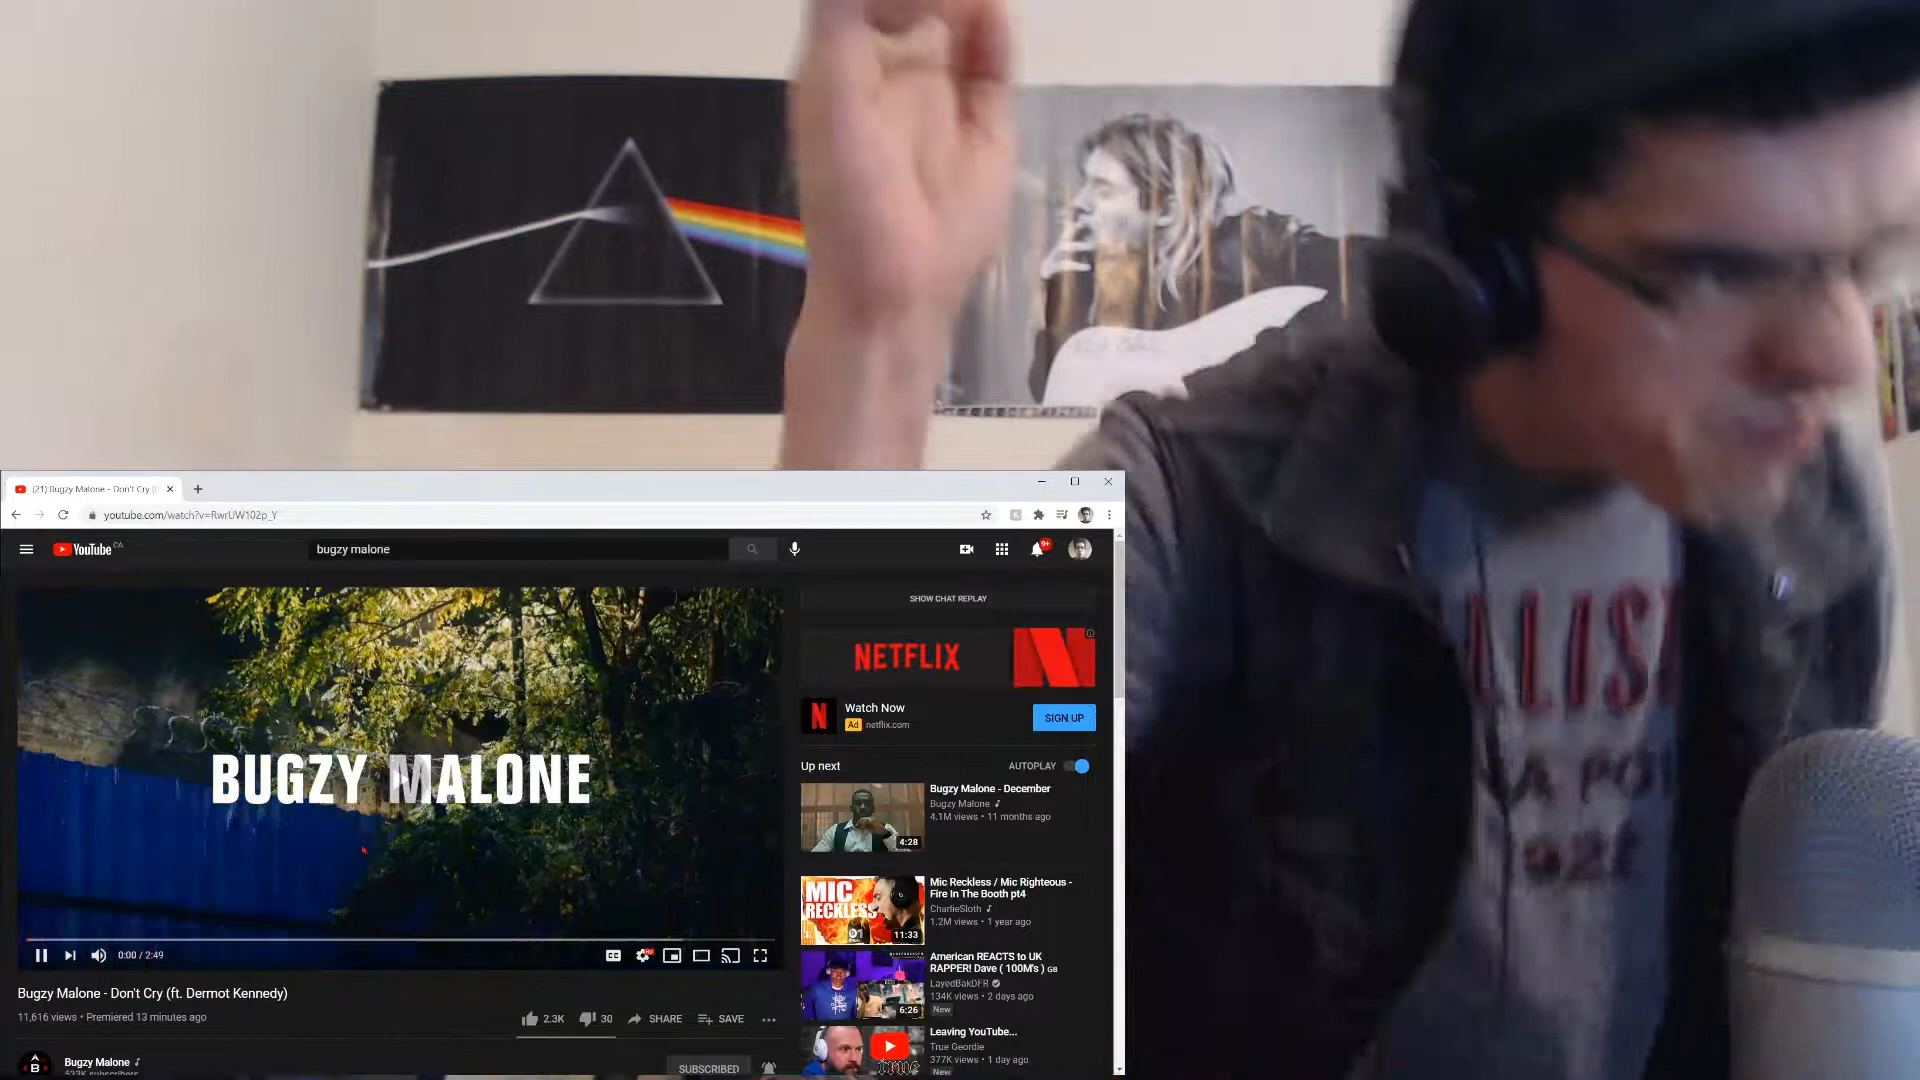 (21) Bugzy Malone - Don't Cry (
youtube.com/watch?v=RwrUW102p_Y
YouTube CA
bugzy malone
9+
SHOW CHAT REPLAY
NETFLIX
Watch Now
Ad netflix.com
SIGN UP
BUGZY MALONE
Up next
AUTOPLAY
Bugzy Malone - December
Bugzy Malone
4.1M views • 11 months ago
4:28
MIC
RECKLESS
11:33
Mic Reckless / Mic Righteous -
Fire In The Booth pt4
CharlieSloth
1.2M views • 1 year ago
American REACTS to UK
RAPPER! Dave ( 100M's ) GB
LayedBakDFR
134K views • 2 days ago
New
6:26
Leaving YouTube...
True Geordie
377K views • 1 day ago
New
0:00 / 2:49
CC
HD
Bugzy Malone - Don't Cry (ft. Dermot Kennedy)
11,616 views • Premiered 13 minutes ago
2.3K
30
SHARE
SAVE
Bugzy Malone
SUBSCRIBED
LLIS